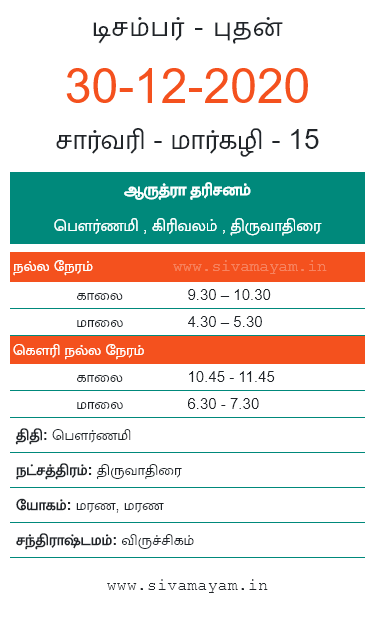 டிசம்பர் - புதன்
30-12-2020
சார்வரி - மார்கழி - 15
ஆருத்ரா தரிசனம்
பௌர்ணமி , கிரிவலம் , திருவாதிரை
நல்ல நேரம் www.sivamayam.in
காலை 9.30 – 10.30
மாலை 4.30 – 5.30
கௌரி நல்ல நேரம்
காலை 10.45 - 11.45
மாலை 6.30 - 7.30
திதி: பௌர்ணமி
நட்சத்திரம்: திருவாதிரை
யோகம்: மரண, மரண
சந்திராஷ்டமம்: விருச்சிகம்
www.sivamayam.in